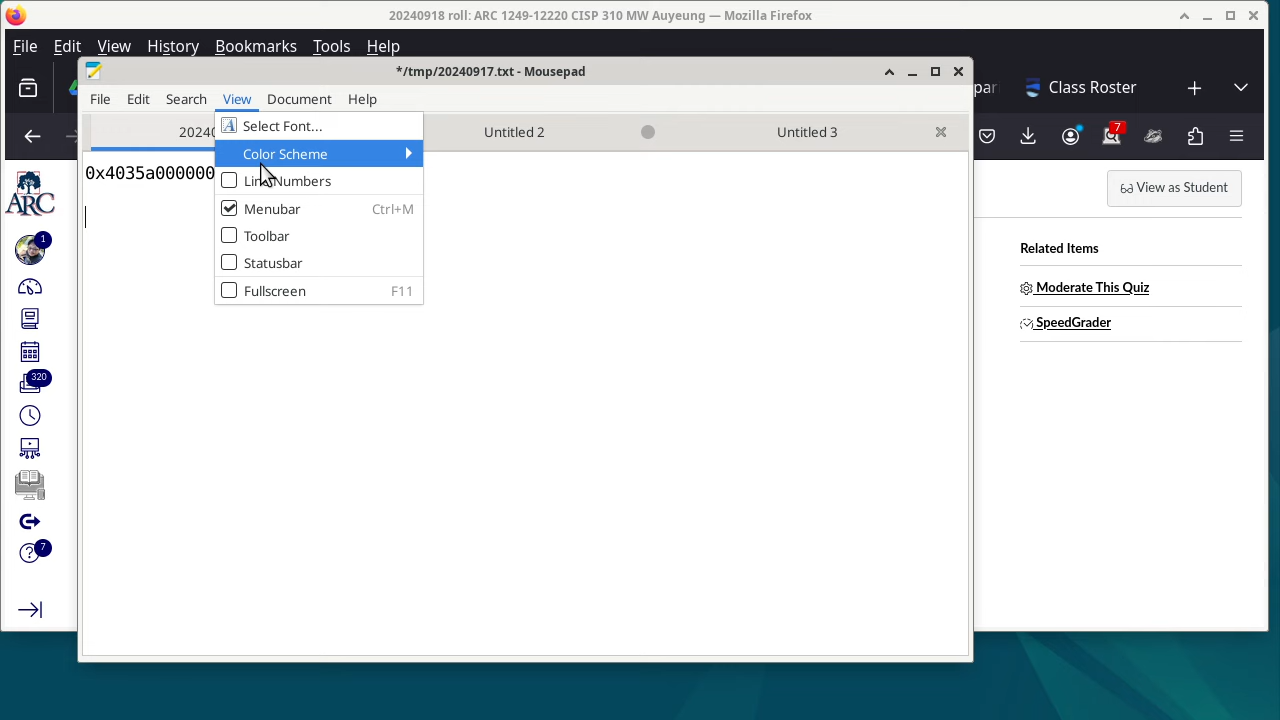 20240918 roll: ARC 1249-12220 CISP 310 MW Auyeung — Mozilla Firefox
File Edit View History Bookmarks Tools Help
*/tmp/20240917.txt - Mousepad
Class Roster
File Edit Search View Document Help
Untitled 2
Untitled 3
7
Select Font...
Color Scheme
0x4035a000000
Line Numbers
Menubar Ctrl+M
Toolbar
Statusbar
Fullscreen F11
ARC
1
320
7
View as Student
Related Items
Moderate This Quiz
SpeedGrader